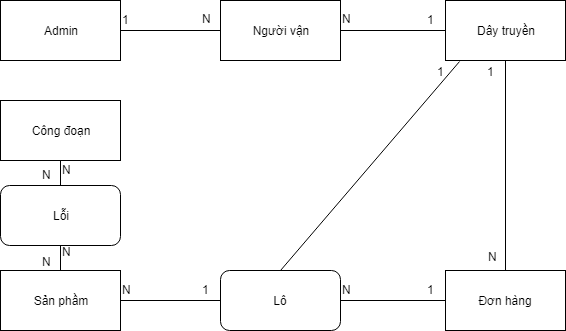 Admin
1
N
Người vận
N
1
Dây truyền
1
1
Công đoạn
N
N
Lỗi
N
N
N
Sản phẩm
N
1
Lô
N
1
Đơn hàng